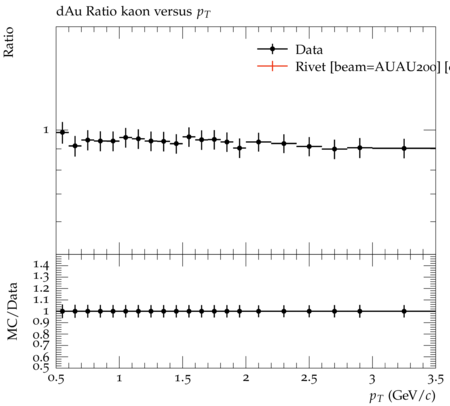 dAu Ratio kaon versus p_T
Ratio
Data
Rivet [beam=AUAU200] [
1
MC/Data
1.4
1.3
1.2
1.1
1
0.9
0.8
0.7
0.6
0.5
0.5 1 1.5 2 2.5 3 3.5
p_T (GeV/c)